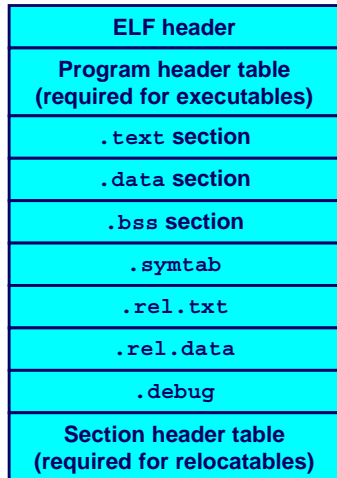 ELF header
Program header table
(required for executables)
.text section
.data section
.bss section
.symtab
.rel.txt
.rel.data
.debug
Section header table
(required for relocatables)